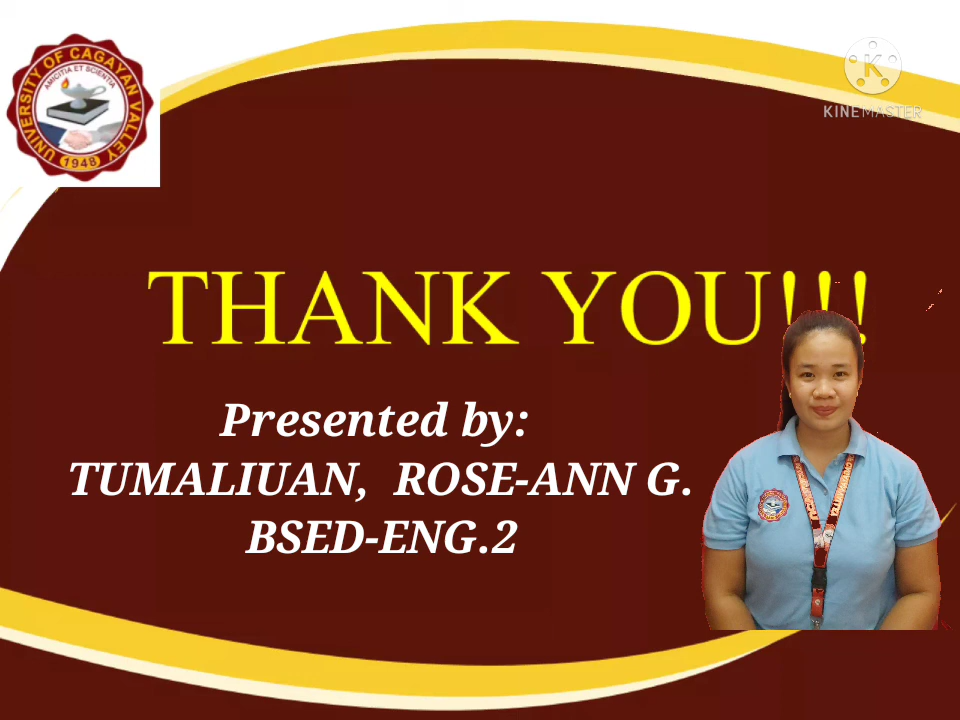 UNIVERSITY OF CAGAYAN VALLEY
AMICITIA ET SCIENTIA
1948
KINEMASTER
THANK YOU!!!
Presented by:
TUMALIUAN, ROSE-ANN G.
BSED-ENG.2